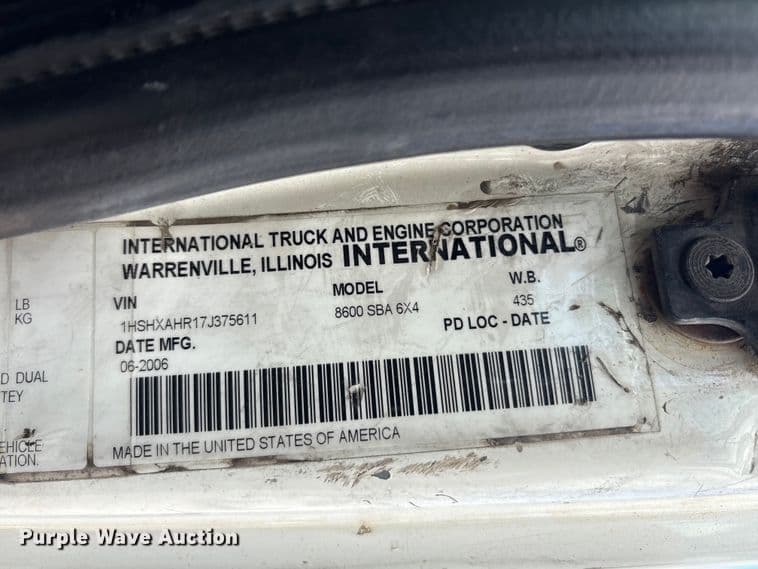 LB
KG
D DUAL
TEY
EHICLE
ATION.
INTERNATIONAL TRUCK AND ENGINE CORPORATION
WARRENVILLE, ILLINOIS INTERNATIONAL®
VIN MODEL W.B.
1HSHXAHR17J375611 8600 SBA 6X4 435
DATE MFG. PD LOC - DATE
06-2006
MADE IN THE UNITED STATES OF AMERICA
Purple Wave Auction